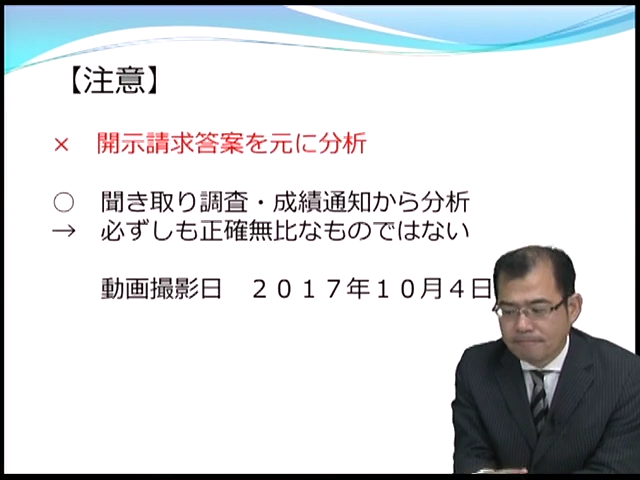 【注意】
× 開示請求答案を元に分析
○ 聞き取り調査・成績通知から分析
→ 必ずしも正確無比なものではない
動画撮影日 ２０１７年１０月４日